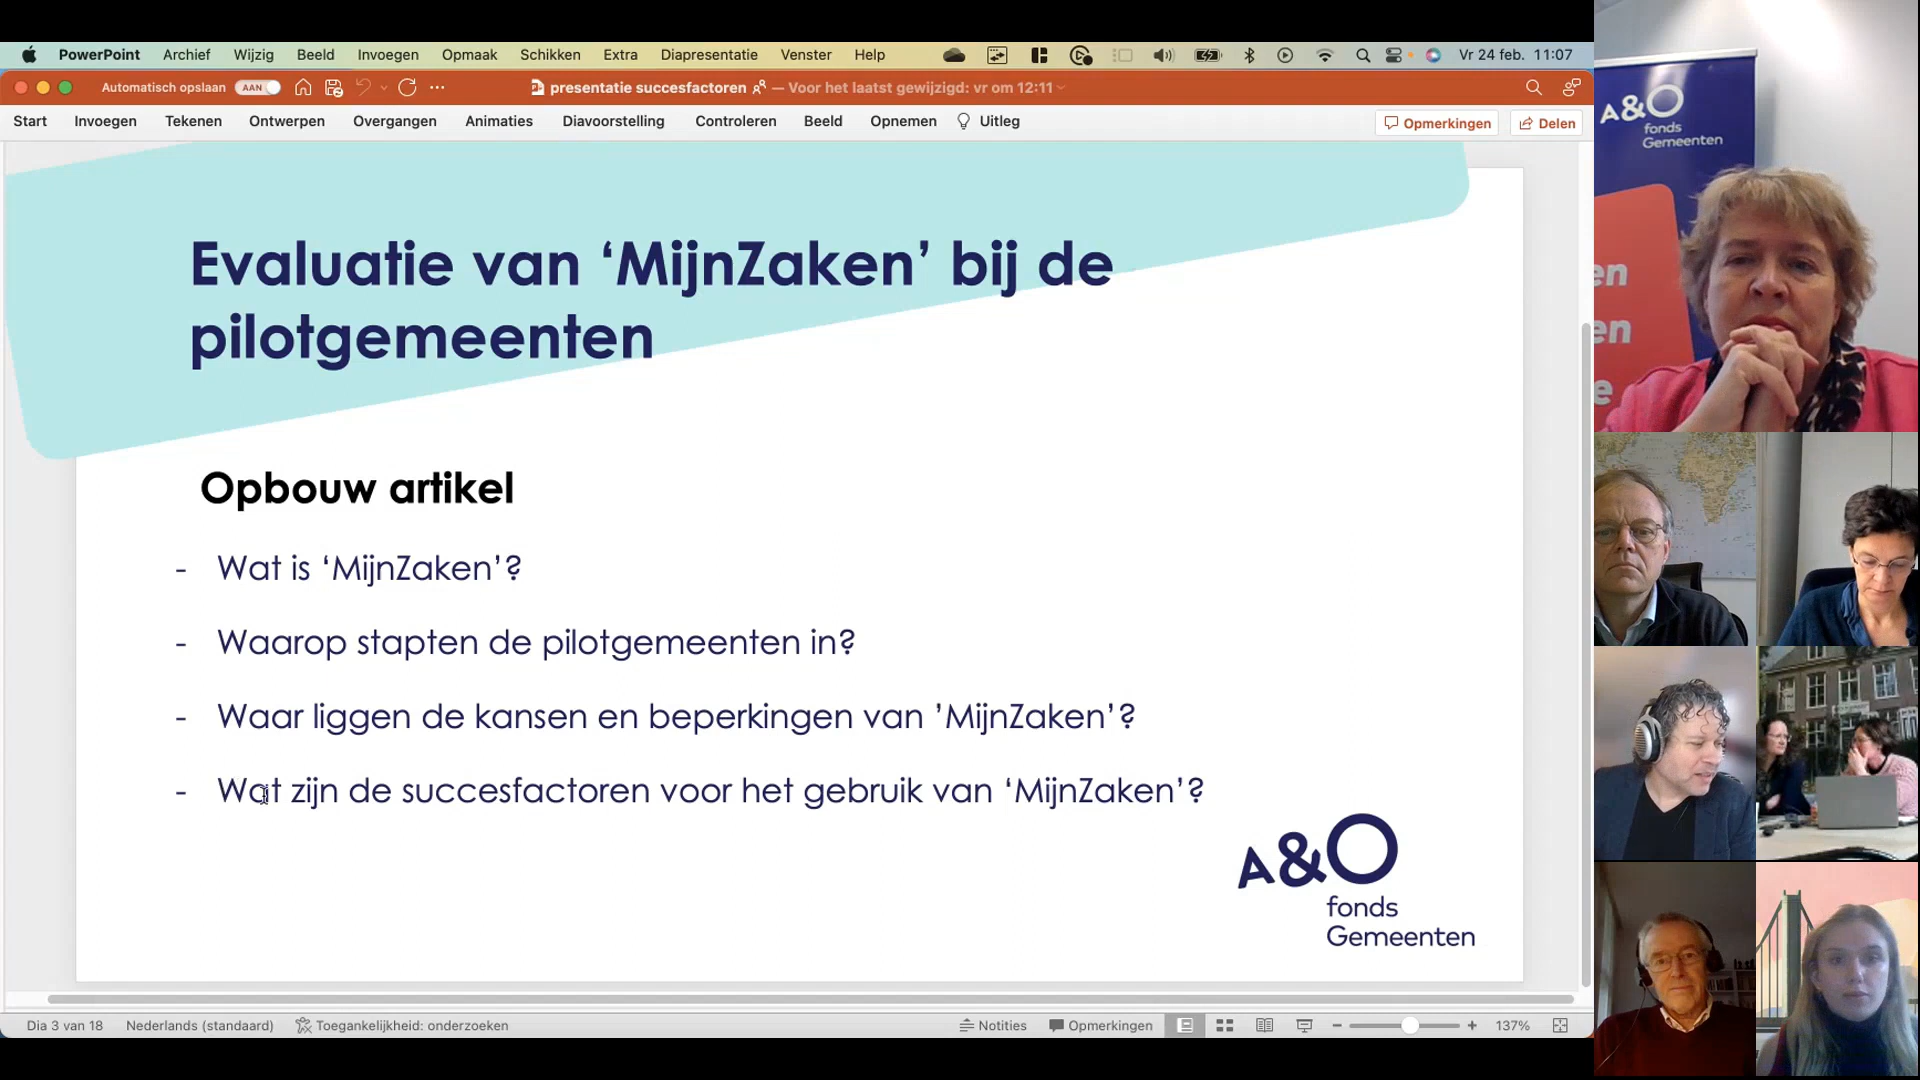 PowerPoint Archief Wijzig Beeld Invoegen Opmaak Schikken Extra Diapresentatie Venster Help Vr 24 feb. 11:07
Automatisch opslaan AAN presentatie succesfactoren — Voor het laatst gewijzigd: vr om 12:11
Start Invoegen Tekenen Ontwerpen Overgangen Animaties Diavoorstelling Controleren Beeld Opnemen Uitleg Opmerkingen Delen
Evaluatie van ‘MijnZaken’ bij de
pilotgemeenten
Opbouw artikel
- Wat is ‘MijnZaken’?
- Waarop stapten de pilotgemeenten in?
- Waar liggen de kansen en beperkingen van ’MijnZaken’?
- Wat zijn de succesfactoren voor het gebruik van ‘MijnZaken’?
A&O
fonds
Gemeenten
Dia 3 van 18 Nederlands (standaard) Toegankelijkheid: onderzoeken Notities Opmerkingen 137%
A&O
fonds
Gemeenten
en
en
e